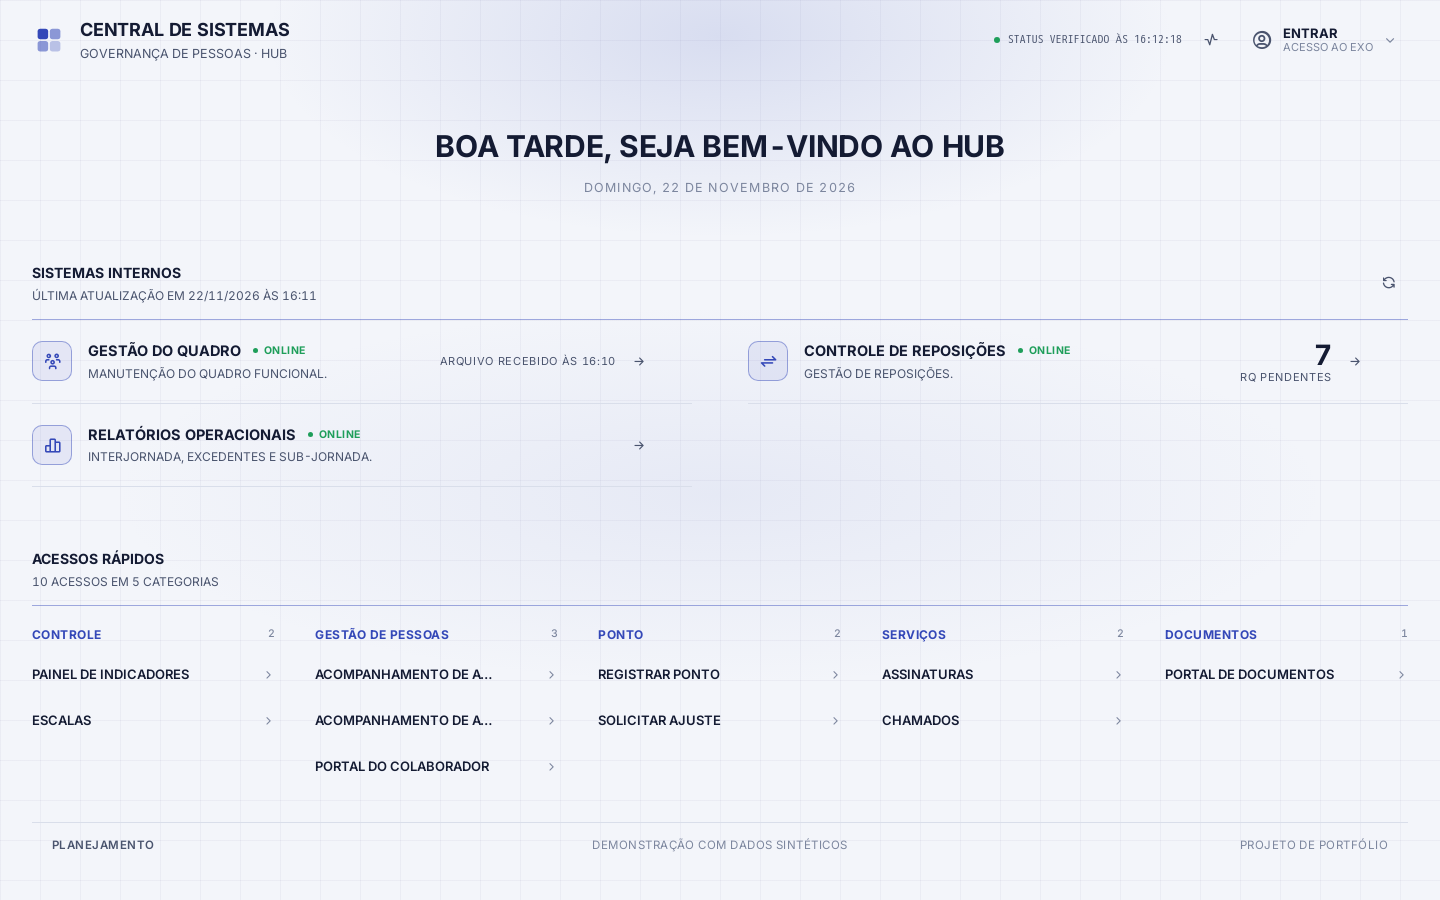 CENTRAL DE SISTEMAS
GOVERNANÇA DE PESSOAS · HUB
STATUS VERIFICADO ÀS 16:12:18
ENTRAR
ACESSO AO EXO
BOA TARDE, SEJA BEM-VINDO AO HUB
DOMINGO, 22 DE NOVEMBRO DE 2026
SISTEMAS INTERNOS
ÚLTIMA ATUALIZAÇÃO EM 22/11/2026 ÀS 16:11
GESTÃO DO QUADRO
ONLINE
MANUTENÇÃO DO QUADRO FUNCIONAL.
ARQUIVO RECEBIDO ÀS 16:10
CONTROLE DE REPOSIÇÕES
ONLINE
GESTÃO DE REPOSIÇÕES.
7
RQ PENDENTES
RELATÓRIOS OPERACIONAIS
ONLINE
INTERJORNADA, EXCEDENTES E SUB-JORNADA.
ACESSOS RÁPIDOS
10 ACESSOS EM 5 CATEGORIAS
CONTROLE 2
PAINEL DE INDICADORES
ESCALAS
GESTÃO DE PESSOAS 3
ACOMPANHAMENTO DE A...
ACOMPANHAMENTO DE A...
PORTAL DO COLABORADOR
PONTO 2
REGISTRAR PONTO
SOLICITAR AJUSTE
SERVIÇOS 2
ASSINATURAS
CHAMADOS
DOCUMENTOS 1
PORTAL DE DOCUMENTOS
PLANEJAMENTO
DEMONSTRAÇÃO COM DADOS SINTÉTICOS
PROJETO DE PORTFÓLIO